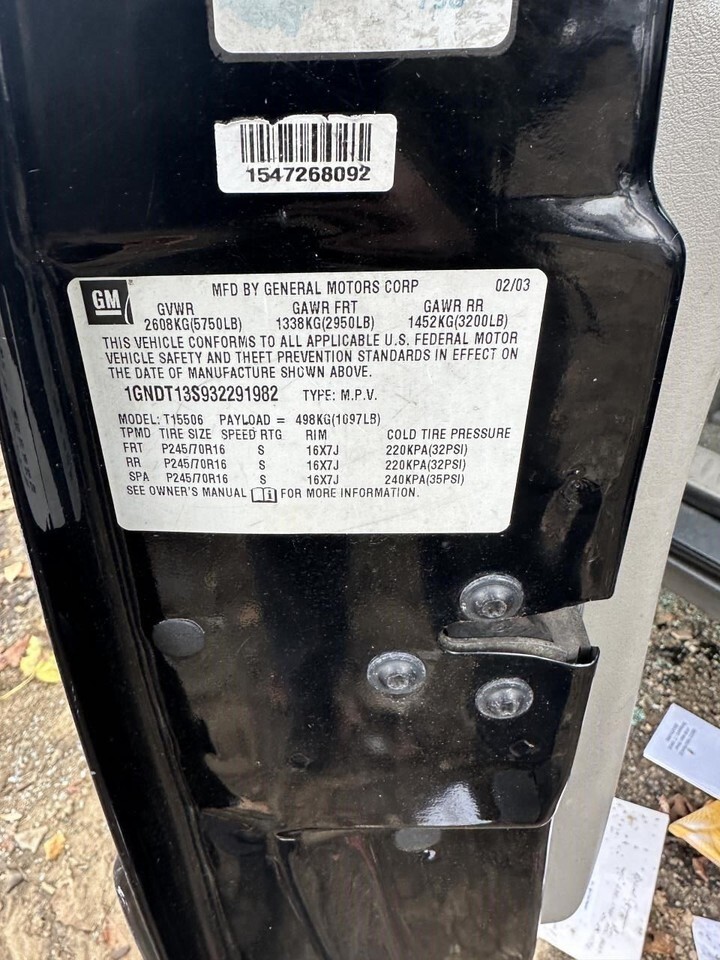 1547268092
GM
MFD BY GENERAL MOTORS CORP 02/03
GVWR GAWR FRT GAWR RR
2608KG(5750LB) 1338KG(2950LB) 1452KG(3200LB)
THIS VEHICLE CONFORMS TO ALL APPLICABLE U.S. FEDERAL MOTOR
VEHICLE SAFETY AND THEFT PREVENTION STANDARDS IN EFFECT ON
THE DATE OF MANUFACTURE SHOWN ABOVE.
1GNDT13S932291982 TYPE: M.P.V.
MODEL: T15506 PAYLOAD = 498KG(1097LB)
TPMD TIRE SIZE SPEED RTG RIM COLD TIRE PRESSURE
FRT P245/70R16 S 16X7J 220KPA(32PSI)
RR P245/70R16 S 16X7J 220KPA(32PSI)
SPA P245/70R16 S 16X7J 240KPA(35PSI)
SEE OWNER'S MANUAL FOR MORE INFORMATION.